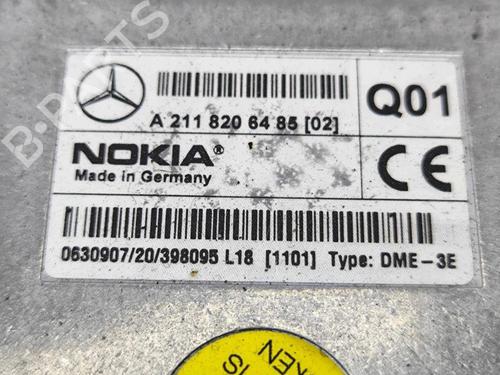 A 211 820 64 85 [02]
Q01
NOKIA®
Made in Germany
CE
0630907/20/398095 L18 [1101] Type: DME-3E
B-PARTS